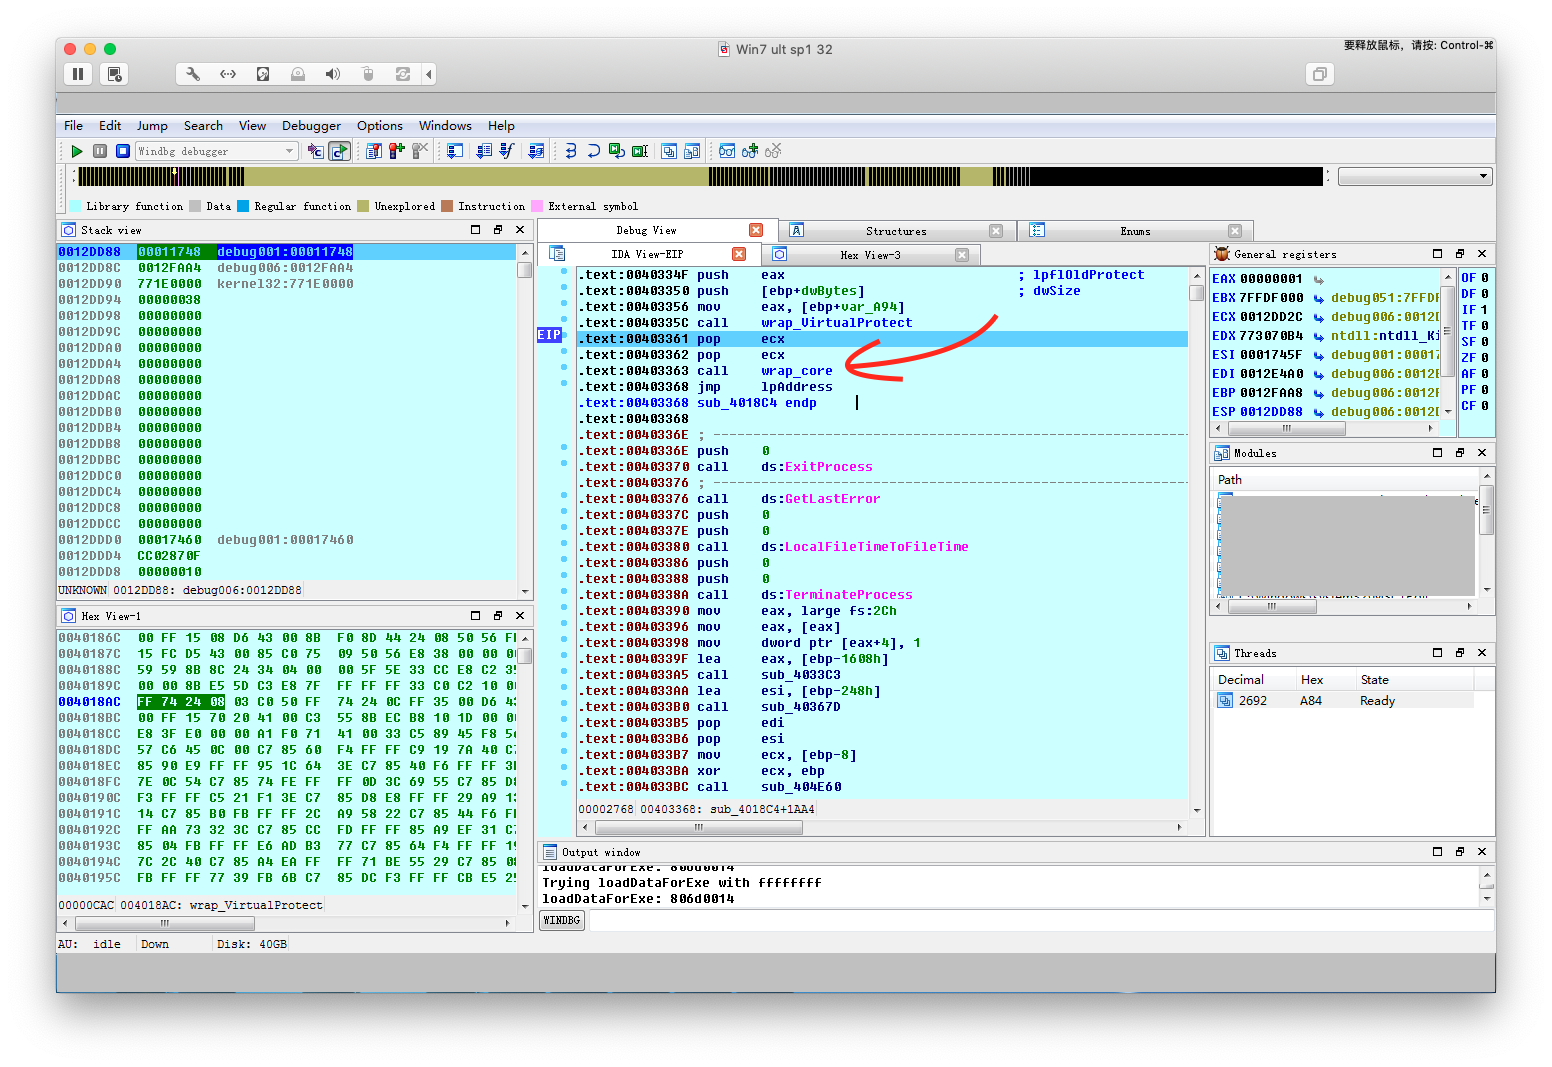 Win7 ult sp1 32
要释放鼠标，请按: Control-⌘
File Edit Jump Search View Debugger Options Windows Help
Windbg debugger
Library function Data Regular function Unexplored Instruction External symbol
Stack view
0012DD88 00011748 debug001:00011748
0012DD8C 0012FAA4 debug006:0012FAA4
0012DD90 771E0000 kernel32:771E0000
0012DD94 00000038
0012DD98 00000000
0012DD9C 00000000
0012DDA0 00000000
0012DDA4 00000000
0012DDA8 00000000
0012DDAC 00000000
0012DDB0 00000000
0012DDB4 00000000
0012DDB8 00000000
0012DDBC 00000000
0012DDC0 00000000
0012DDC4 00000000
0012DDC8 00000000
0012DDCC 00000000
0012DDD0 00017460 debug001:00017460
0012DDD4 CC02870F
0012DDD8 00000010
UNKNOWN 0012DD88: debug006:0012DD88
Hex View-1
0040186C 00 FF 15 08 D6 43 00 8B F0 8D 44 24 08 50 56
0040187C 15 FC D5 43 00 85 C0 75 09 50 56 E8 38 00 00
0040188C 59 59 8B 8C 24 34 04 00 00 5F 5E 33 CC E8 C2
0040189C 00 00 8B E5 5D C3 E8 7F FF FF FF 33 C0 C2 10
004018AC FF 74 24 08 03 C0 50 FF 74 24 0C FF 35 00 D6
004018BC 00 FF 15 70 20 41 00 C3 55 8B EC B8 10 1D 00
004018CC E8 3F E0 00 00 A1 F0 71 41 00 33 C5 89 45 F8
004018DC 57 C6 45 0C 00 C7 85 60 F4 FF FF C9 19 7A 40
004018EC 85 90 E9 FF FF 95 1C 64 3E C7 85 40 F6 FF FF
004018FC 7E 0C 54 C7 85 74 FE FF FF 0D 3C 69 55 C7 85
0040190C F3 FF FF C5 21 F1 3E C7 85 D8 E8 FF FF 29 A9
0040191C 14 C7 85 B0 FB FF FF 2C A9 58 22 C7 85 44 F6
0040192C FF AA 73 32 3C C7 85 CC FD FF FF 85 A9 EF 31
0040193C 85 04 FB FF FF E6 AD B3 77 C7 85 64 F4 FF FF
0040194C 7C 2C 40 C7 85 A4 EA FF FF 71 BE 55 29 C7 85
0040195C FB FF FF 77 39 FB 6B C7 85 DC F3 FF FF CB E5
00000CAC 004018AC: wrap_VirtualProtect
AU: idle Down Disk: 40GB
Debug View Structures Enums
IDA View-EIP Hex View-3
.text:0040334F push eax ; lpflOldProtect
.text:00403350 push [ebp+dwBytes] ; dwSize
.text:00403356 mov eax, [ebp+var_A94]
.text:0040335C call wrap_VirtualProtect
EIP
.text:00403361 pop ecx
.text:00403362 pop ecx
.text:00403363 call wrap_core
.text:00403368 jmp lpAddress
.text:00403368 sub_4018C4 endp
.text:00403368
.text:0040336E ; ---------------------------------------------------------------------------
.text:0040336E push 0
.text:00403370 call ds:ExitProcess
.text:00403376 ; ---------------------------------------------------------------------------
.text:00403376 call ds:GetLastError
.text:0040337C push 0
.text:0040337E push 0
.text:00403380 call ds:LocalFileTimeToFileTime
.text:00403386 push 0
.text:00403388 push 0
.text:0040338A call ds:TerminateProcess
.text:00403390 mov eax, large fs:2Ch
.text:00403396 mov eax, [eax]
.text:00403398 mov dword ptr [eax+4], 1
.text:0040339F lea eax, [ebp-1608h]
.text:004033A5 call sub_4033C3
.text:004033AA lea esi, [ebp-248h]
.text:004033B0 call sub_40367D
.text:004033B5 pop edi
.text:004033B6 pop esi
.text:004033B7 mov ecx, [ebp-8]
.text:004033BA xor ecx, ebp
.text:004033BC call sub_404E60
00002768 00403368: sub_4018C4+1AA4
General registers
EAX 00000001
EBX 7FFDF000 debug051:7FFDF
ECX 0012DD2C debug006:0012D
EDX 773070B4 ntdll:ntdll_Ki
ESI 0001745F debug001:00017
EDI 0012E4A0 debug006:0012E
EBP 0012FAA8 debug006:0012F
ESP 0012DD88 debug006:0012D
OF 0
DF 0
IF 1
TF 0
SF 0
ZF 0
AF 0
PF 0
CF 0
Modules
Path
Threads
Decimal Hex State
2692 A84 Ready
Output window
loadDataForExe: 806d0014
Trying loadDataForExe with ffffffff
loadDataForExe: 806d0014
WINDBG